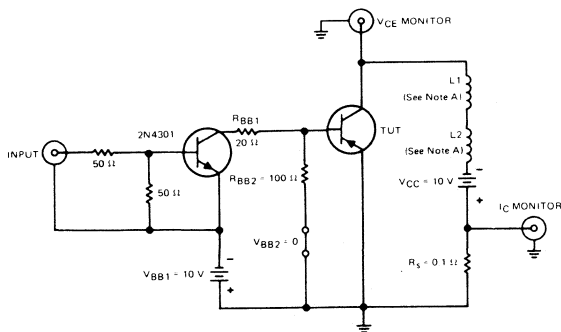 VCE MONITOR
L1
(See Note A)
2N4301
RBB1
20 Ω
TUT
L2
(See Note A)
INPUT
50 Ω
RBB2 = 100 Ω
VCC = 10 V
-
+
50 Ω
IC MONITOR
VBB2 = 0
VBB1 = 10 V
-
+
Rs = 0.1 Ω